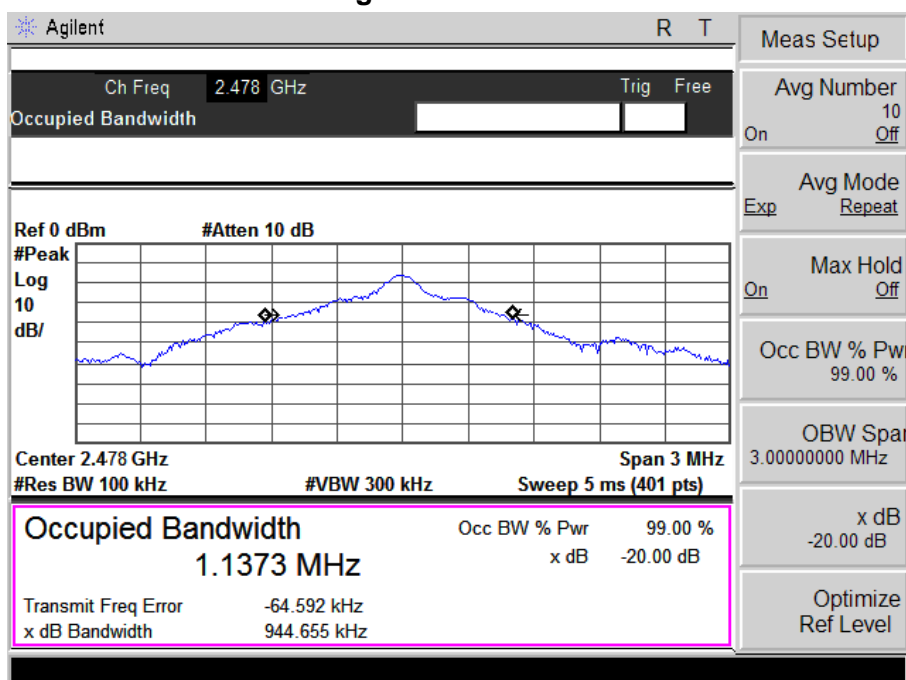 Agilent R T
Ch Freq 2.478 GHz Trig Free
Occupied Bandwidth
Ref 0 dBm #Atten 10 dB
#Peak
Log
10
dB/
Center 2.478 GHz Span 3 MHz
#Res BW 100 kHz #VBW 300 kHz Sweep 5 ms (401 pts)
Occupied Bandwidth Occ BW % Pwr 99.00 %
1.1373 MHz x dB -20.00 dB
Transmit Freq Error -64.592 kHz
x dB Bandwidth 944.655 kHz
Meas Setup
Avg Number
10
On Off
Avg Mode
Exp Repeat
Max Hold
On Off
Occ BW % Pwr
99.00 %
OBW Spa
3.00000000 MHz
x dB
-20.00 dB
Optimize
Ref Level